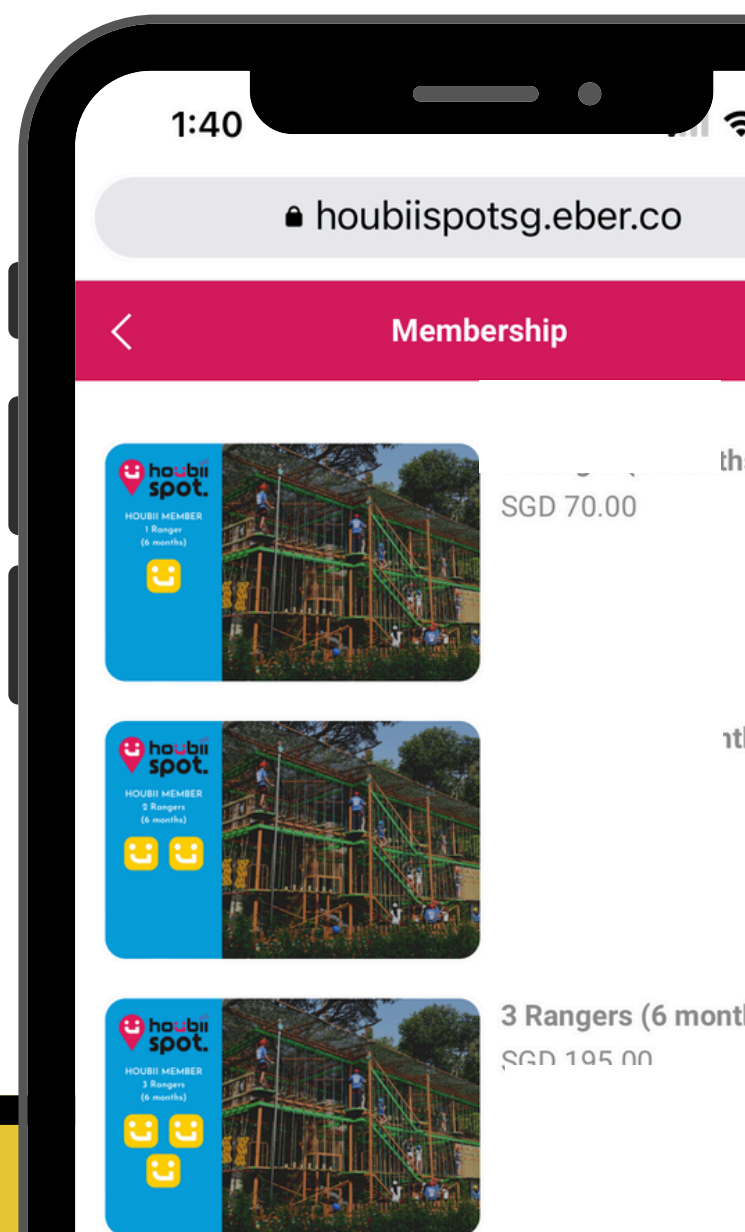 1:40
houbiispotsg.eber.co
Membership
houbii
spot.
HOUBII MEMBER
1 Ranger
(6 months)
SGD 70.00
houbii
spot.
HOUBII MEMBER
2 Rangers
(6 months)
houbii
spot.
HOUBII MEMBER
3 Rangers
(6 months)
3 Rangers (6
SGD 195.00